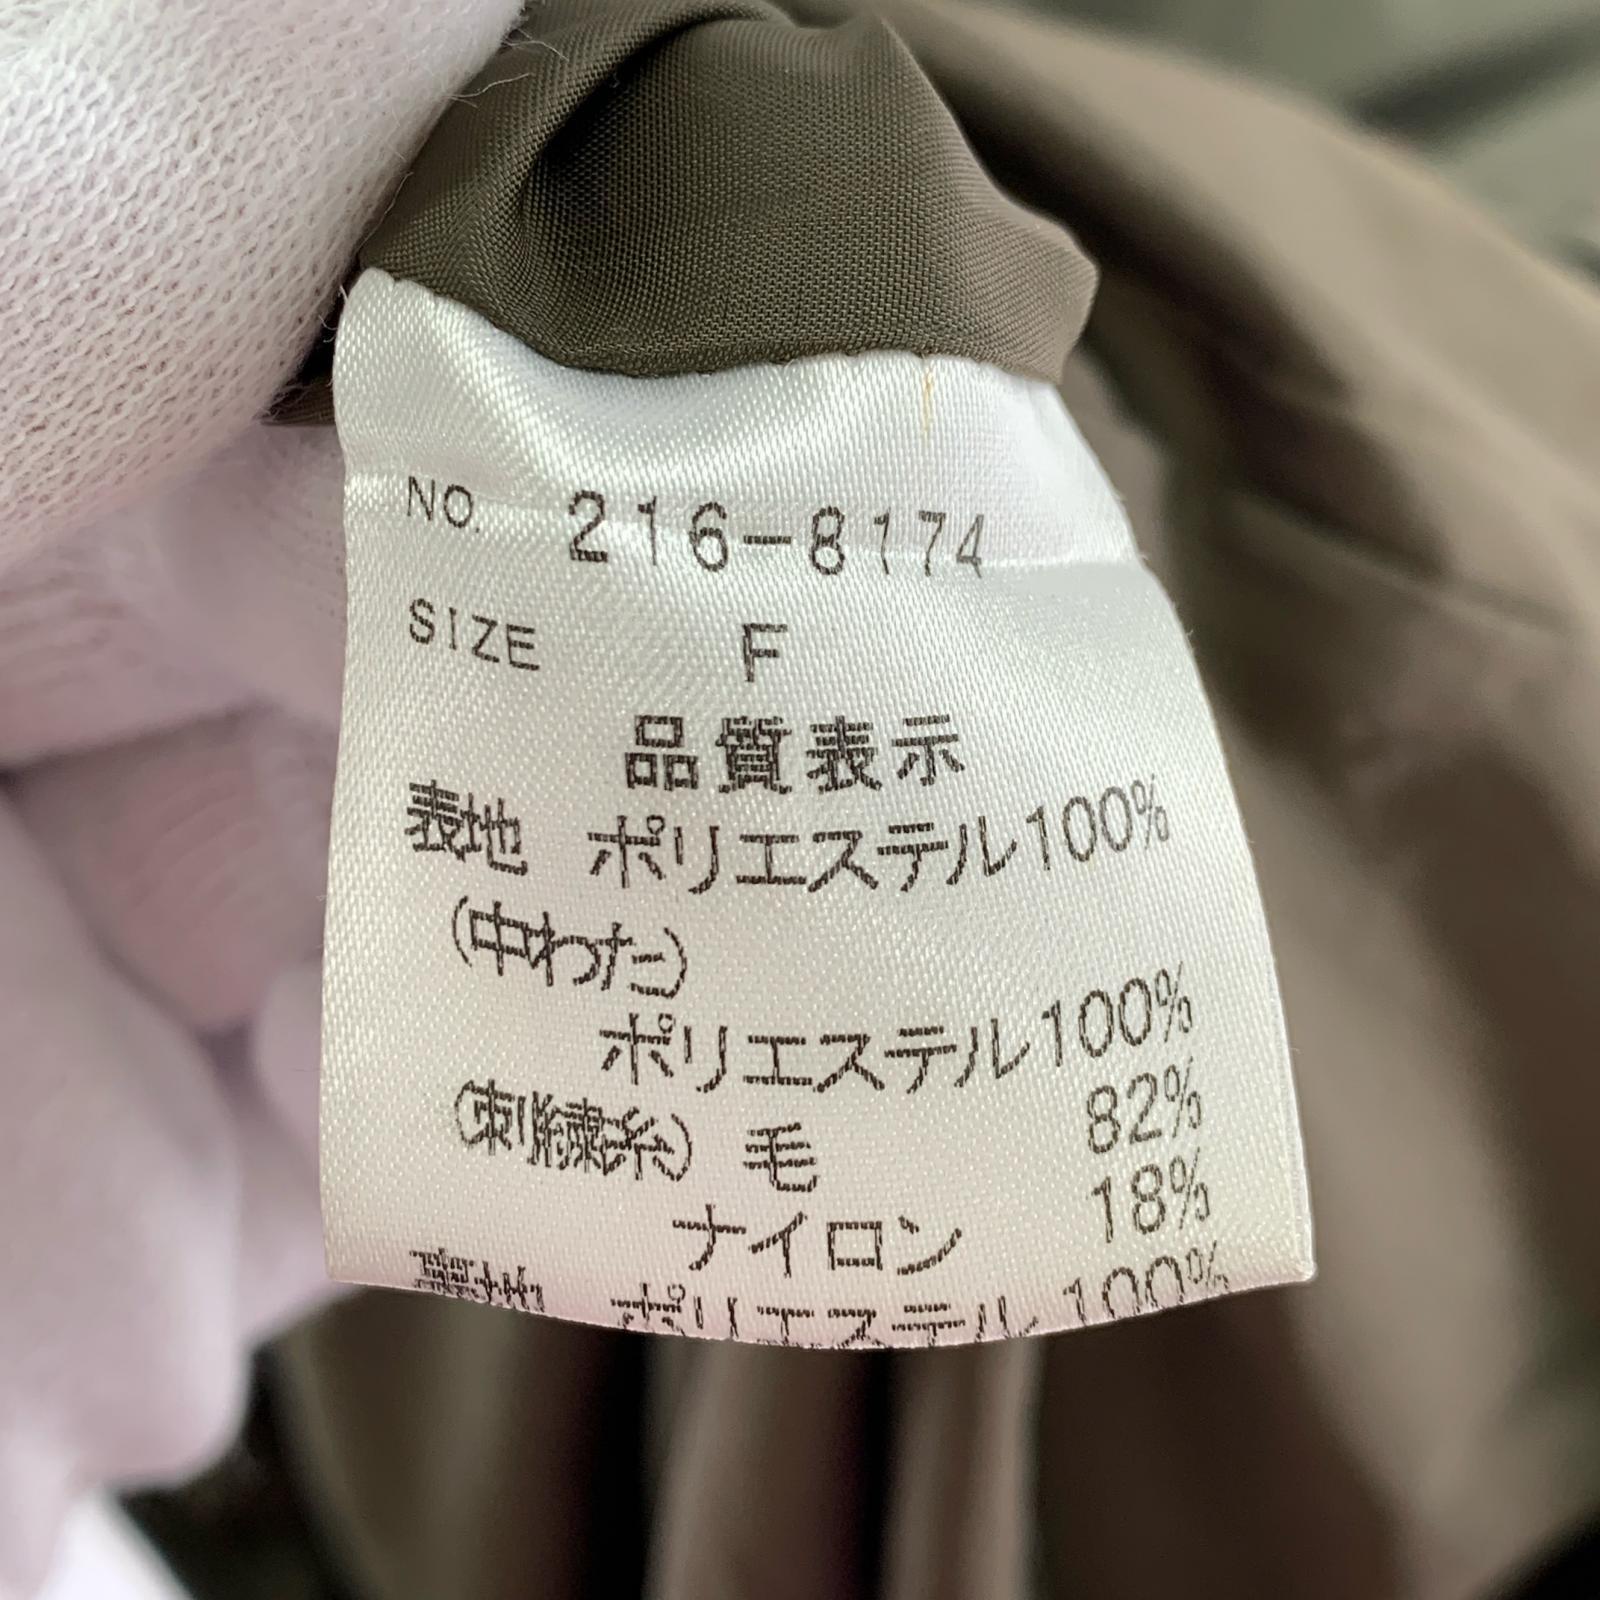 NO. 216-8174
SIZE F
品質表示
表地 ポリエステル100%
(中わた)
ポリエステル100%
(刺繍糸) 毛 82%
ナイロン 18%
ポリエステル100%